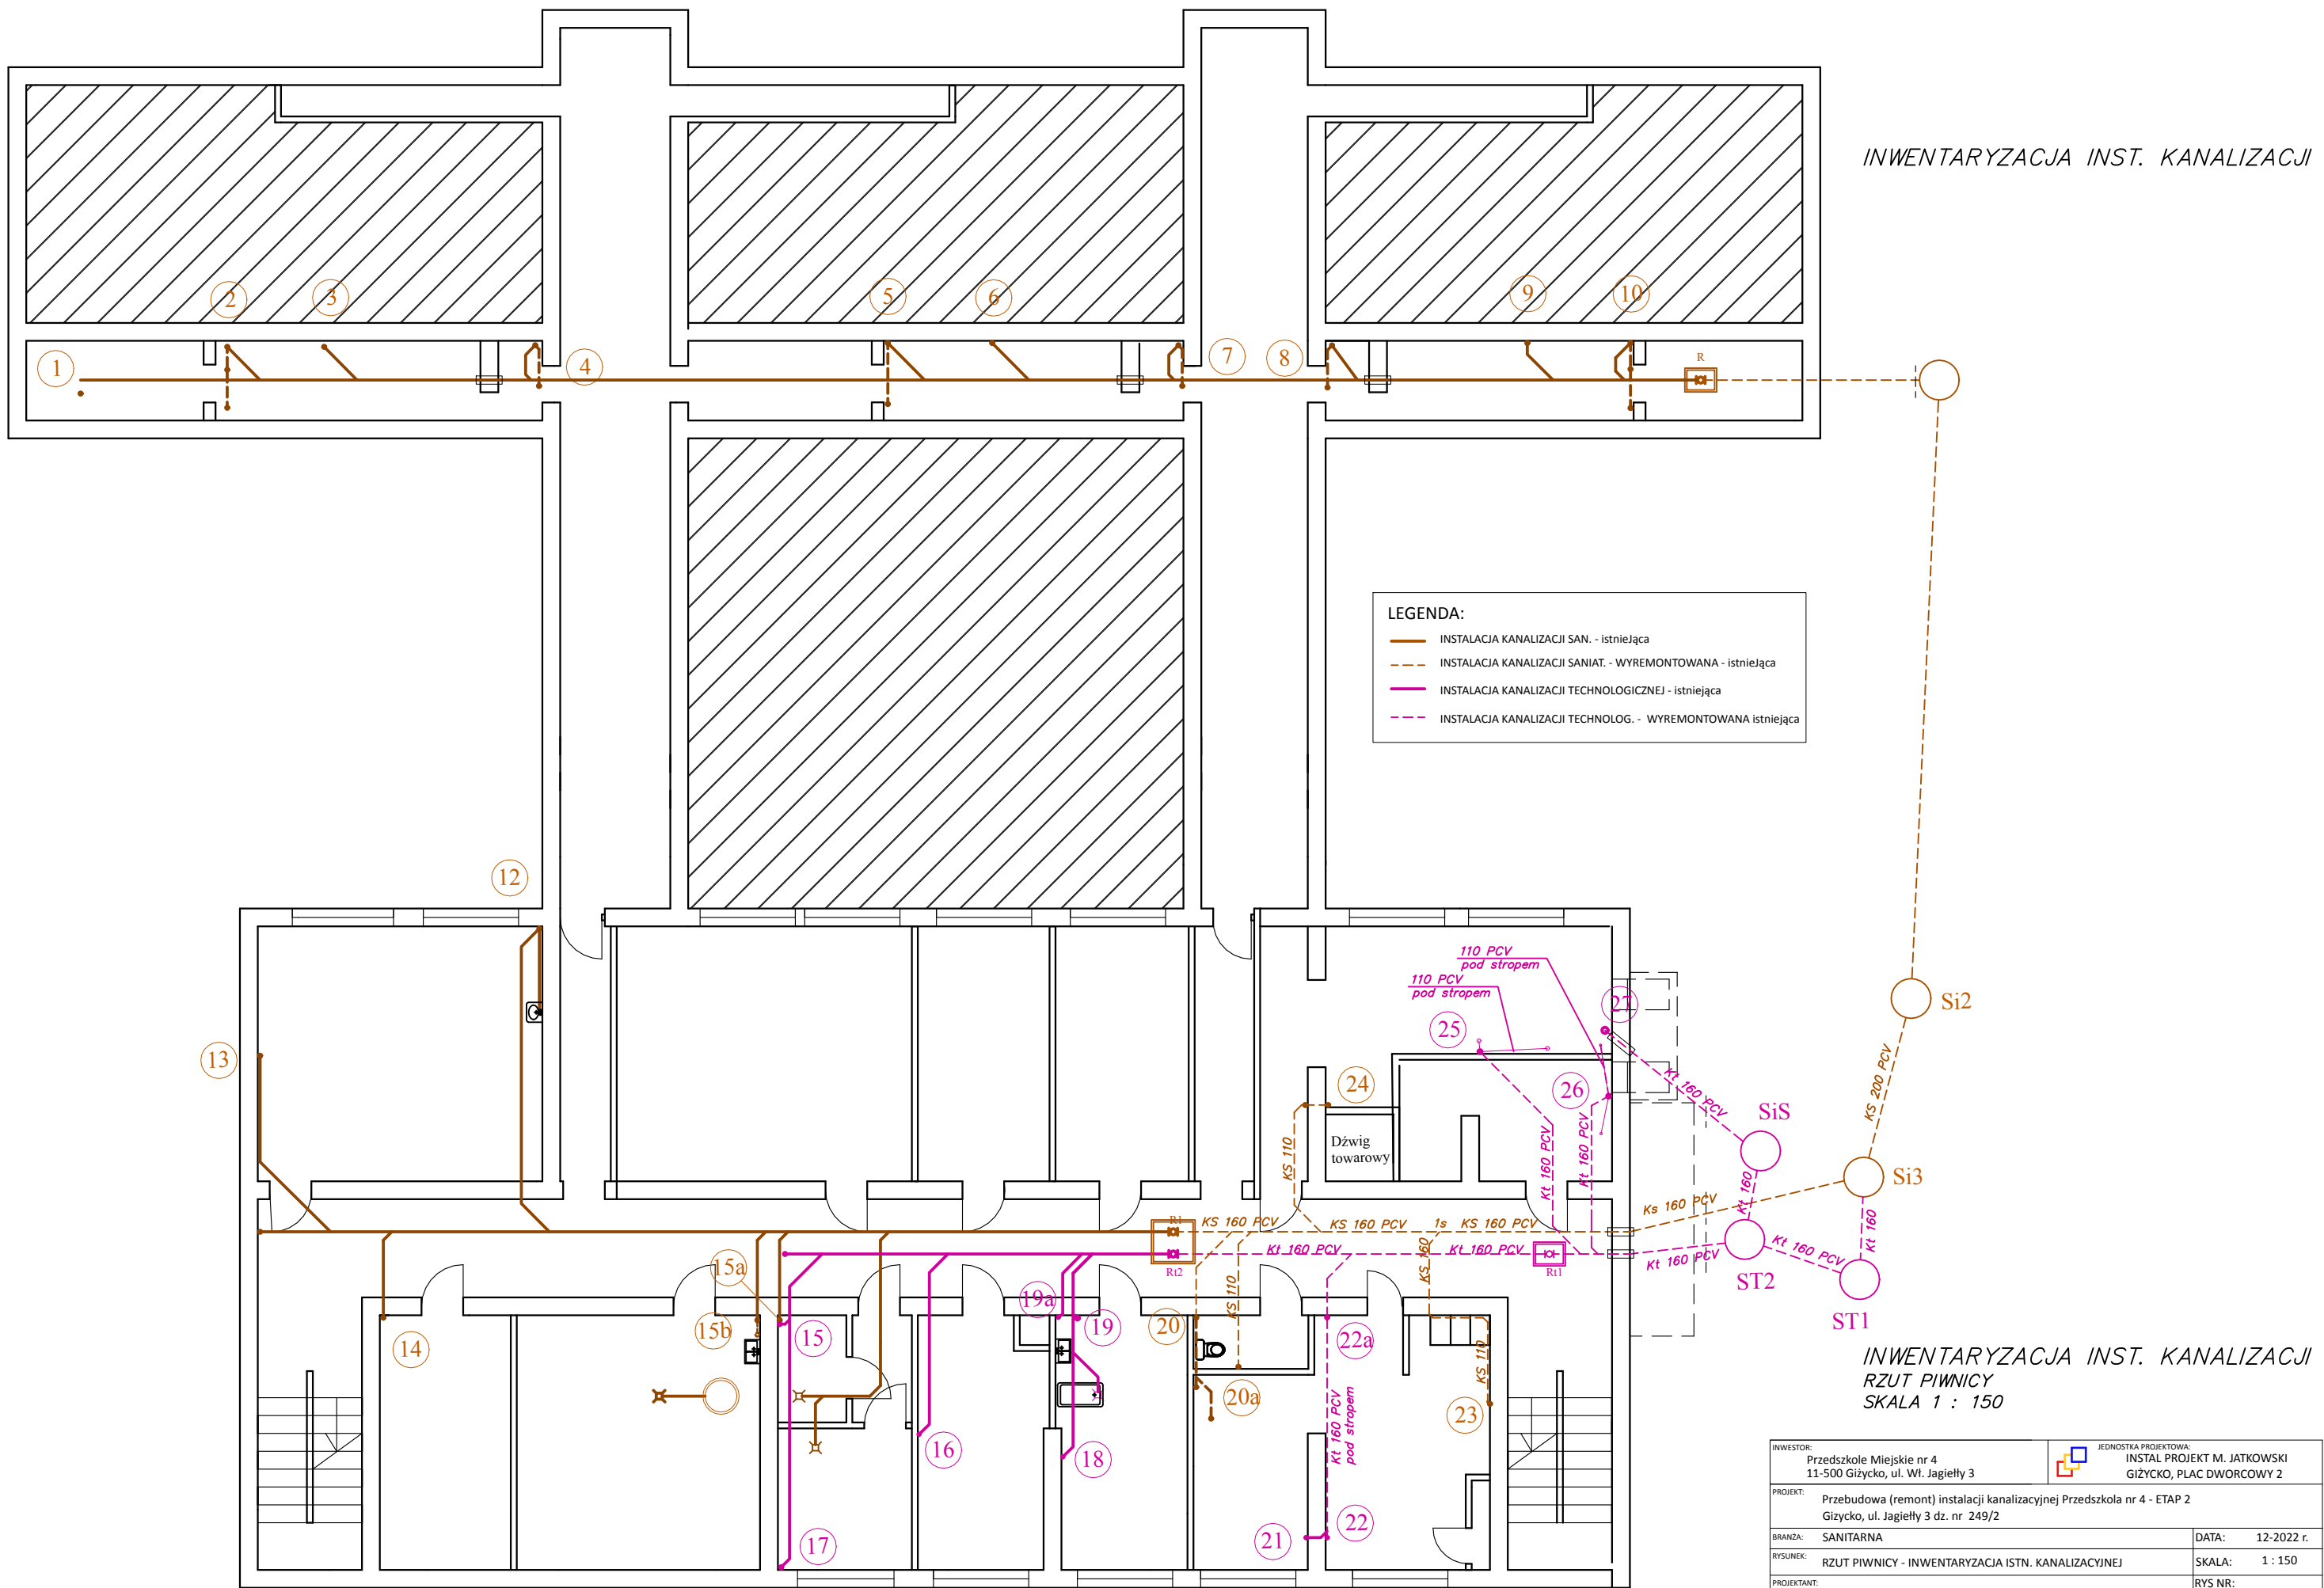 INWENTARYZACJA INST. KANALIZACJI
2
3
5
6
9
10
1
4
7
8
R
LEGENDA:
INSTALACJA KANALIZACJI SAN. - istnieJąca
INSTALACJA KANALIZACJI SANIAT. - WYREMONTOWANA - istnieJąca
INSTALACJA KANALIZACJI TECHNOLOGICZNEJ - istniejąca
INSTALACJA KANALIZACJI TECHNOLOG. - WYREMONTOWANA istniejąca
12
110 PCV
pod stropem
110 PCV
pod stropem
27
Si2
25
13
24
26
Kt 160 PCV
KS 200 PCV
SiS
Dźwig
towarowy
KS 110
Kt 160 PCV
Kt 160 PCV
Si3
Kt 160
Ks 160 PCV
R1
KS 160 PCV
KS 160 PCV
1s
KS 160 PCV
Kt 160
Kt 160 PCV
Kt 160 PCV
Kt 160 PCV
Kt 160 PCV
15a
Rt2
KS 160
Rt1
ST2
KS 110
19a
ST1
15b
15
19
20
22a
14
KS 110
INWENTARYZACJA INST. KANALIZACJI
RZUT PIWNICY
SKALA 1 : 150
20a
23
Kt 160 PCV
pod stropem
16
18
17
21
22
INWESTOR:
Przedszkole Miejskie nr 4
11-500 Giżycko, ul. Wł. Jagiełły 3
JEDNOSTKA PROJEKTOWA:
INSTAL PROJEKT M. JATKOWSKI
GIŻYCKO, PLAC DWORCOWY 2
PROJEKT:
Przebudowa (remont) instalacji kanalizacyjnej Przedszkola nr 4 - ETAP 2
Gizycko, ul. Jagiełły 3 dz. nr 249/2
BRANŻA: SANITARNA
DATA: 12-2022 r.
RYSUNEK: RZUT PIWNICY - INWENTARYZACJA ISTN. KANALIZACYJNEJ
SKALA: 1 : 150
PROJEKTANT:
RYS NR: